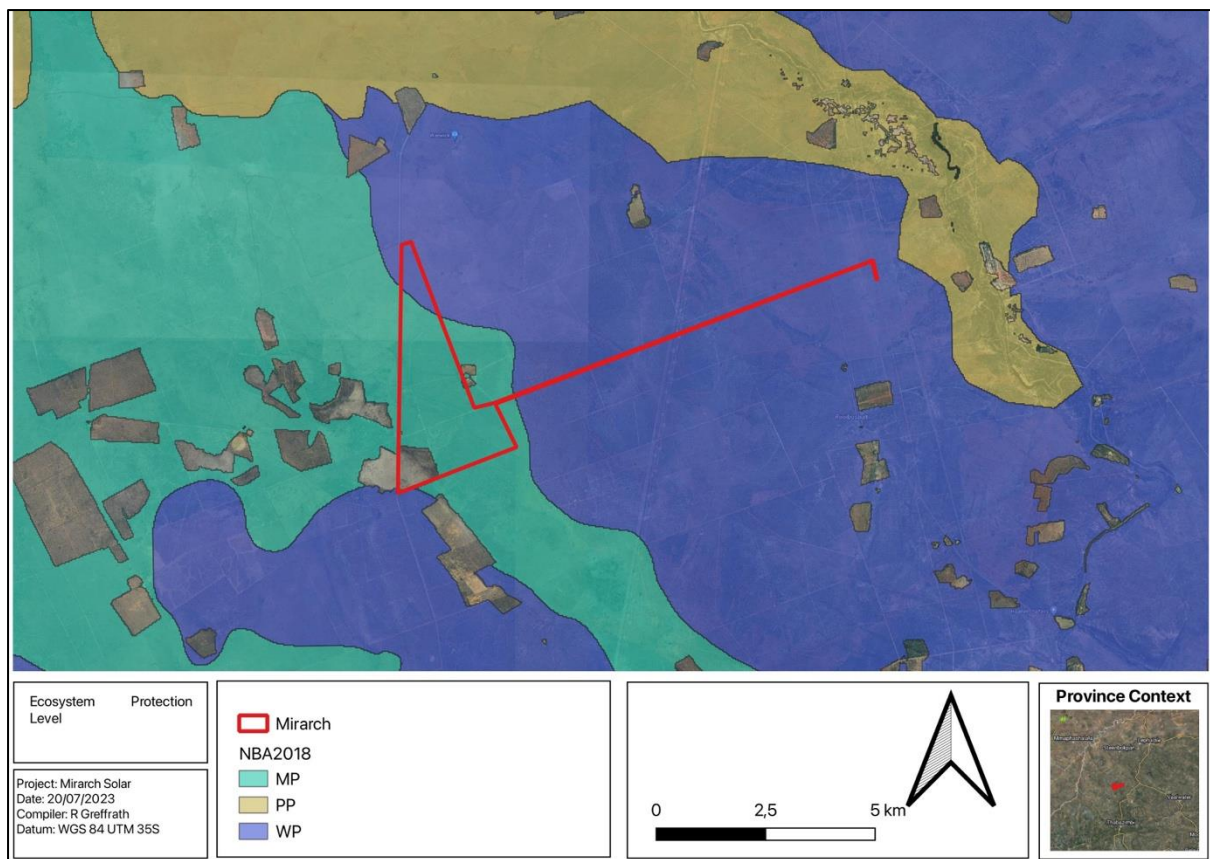 Ecosystem Protection
Level
Project: Mirarch Solar
Date: 20/07/2023
Compiler: R Greffrath
Datum: WGS 84 UTM 35S
Mirarch
NBA2018
MP
PP
WP
0 2,5 5 km
Province Context
Thabazimbi